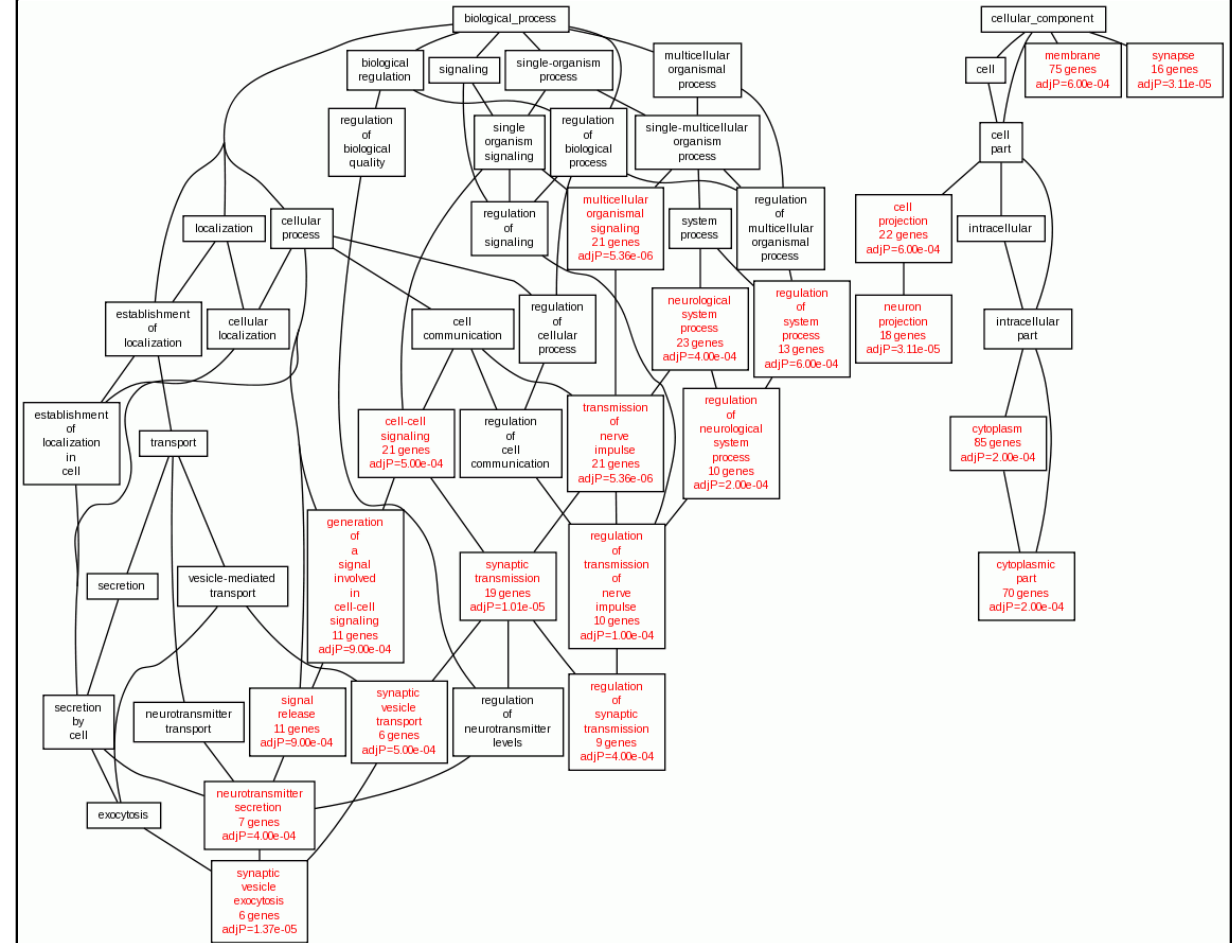 biological_process
cellular_component
biological
regulation
signaling
single-organism
process
multicellular
organismal
process
cell
membrane
75 genes
adjP=6.00e-04
synapse
16 genes
adjP=3.11e-05
regulation
of
biological
quality
single
organism
signaling
regulation
of
biological
process
single-multicellular
organism
process
cell
part
localization
cellular
process
regulation
of
signaling
multicellular
organismal
signaling
21 genes
adjP=5.36e-06
system
process
regulation
of
multicellular
organismal
process
cell
projection
22 genes
adjP=6.00e-04
intracellular
establishment
of
localization
cellular
localization
cell
communication
regulation
of
cellular
process
neurological
system
process
23 genes
adjP=4.00e-04
regulation
of
system
process
13 genes
adjP=6.00e-04
neuron
projection
18 genes
adjP=3.11e-05
intracellular
part
establishment
of
localization
in
cell
transport
cell-cell
signaling
21 genes
adjP=5.00e-04
regulation
of
cell
communication
transmission
of
nerve
impulse
21 genes
adjP=5.36e-06
regulation
of
neurological
system
process
10 genes
adjP=2.00e-04
cytoplasm
85 genes
adjP=2.00e-04
secretion
vesicle-mediated
transport
generation
of
a
signal
involved
in
cell-cell
signaling
11 genes
adjP=9.00e-04
synaptic
transmission
19 genes
adjP=1.01e-05
regulation
of
transmission
of
nerve
impulse
10 genes
adjP=1.00e-04
cytoplasmic
part
70 genes
adjP=2.00e-04
secretion
by
cell
neurotransmitter
transport
signal
release
11 genes
adjP=9.00e-04
synaptic
vesicle
transport
6 genes
adjP=5.00e-04
regulation
of
neurotransmitter
levels
regulation
of
synaptic
transmission
9 genes
adjP=4.00e-04
exocytosis
neurotransmitter
secretion
7 genes
adjP=4.00e-04
synaptic
vesicle
exocytosis
6 genes
adjP=1.37e-05